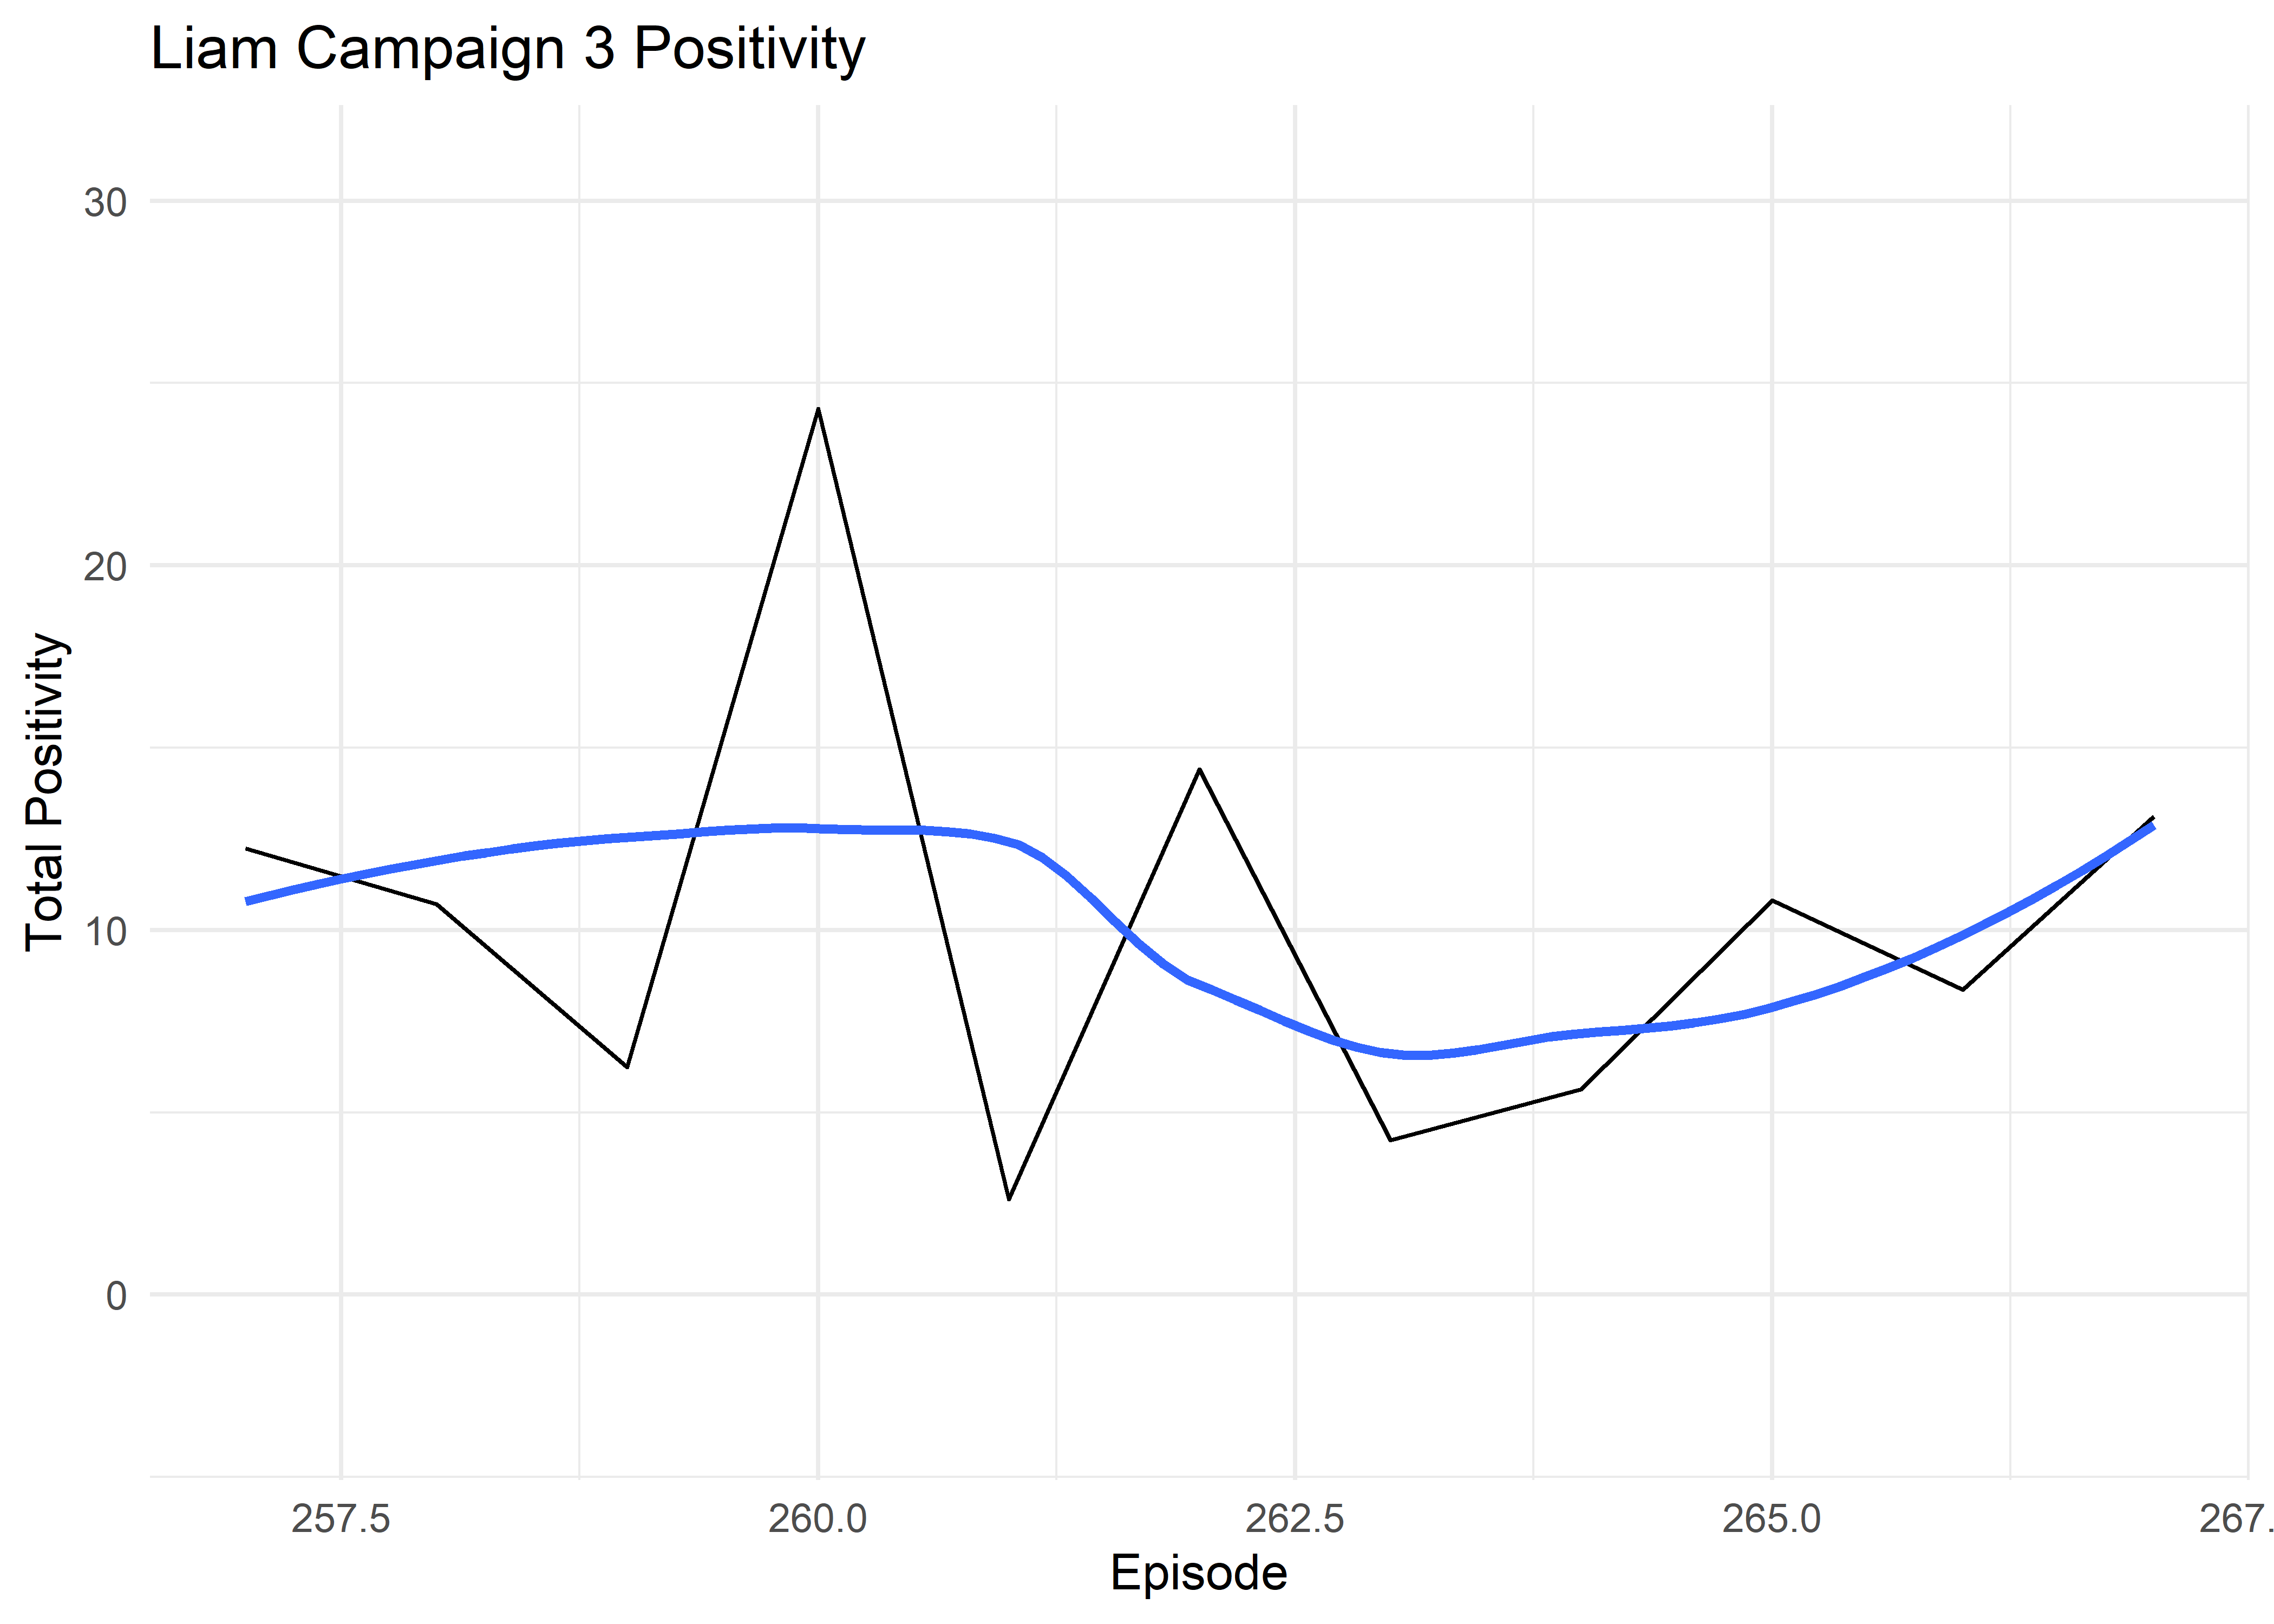 Liam Campaign 3 Positivity
Total Positivity
30
20
10
0
257.5 260.0 262.5 265.0 267.
Episode